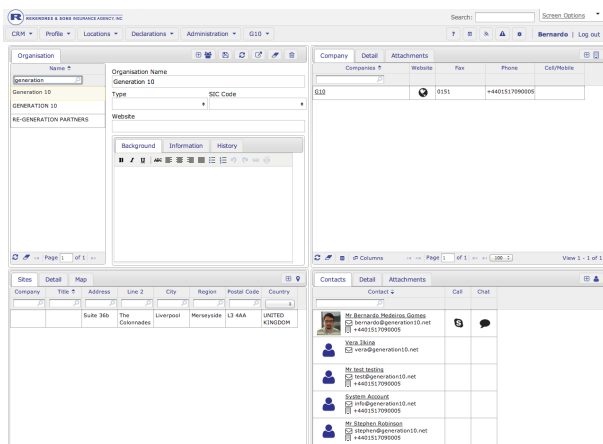 R REKERDREE & SONS INSURANCE AGENCY, INC
Search:
Screen Options
CRM Profile Locations Declarations Administration G10
? Bernardo | Log out
Organisation
Name
generation
Generation 10
GENERATION 10
RE-GENERATION PARTNERS
Organisation Name
Generation 10
Type SIC Code
Website
Background Information History
B I U ABC
Page 1 of 1
Company Detail Attachments
Companies Website Fax Phone Cell/Mobile
G10 0151 +4401517090005
Columns Page 1 of 1 100 View 1 - 1 of 1
Sites Detail Map
Company Title Address Line 2 City Region Postal Code Country
Suite 36b The Colonnades Liverpool Merseyside L3 4AA UNITED KINGDOM
Contacts Detail Attachments
Contact Call Chat
Mr Bernardo Medeiros Gomes
bernardo@generation10.net
+4401517090005
Vera Ilkina
vera@generation10.net
Mr test testing
test@generation10.net
+4401517090005
System Account
info@generation10.net
+4401517090005
Mr Stephen Robinson
stephen@generation10.net
+4401517090005